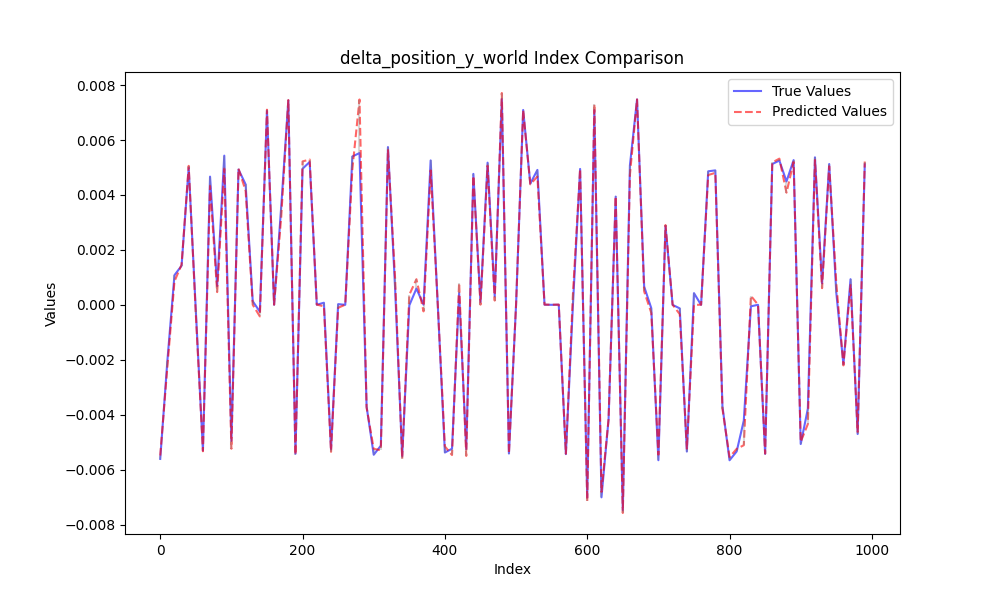 delta_position_y_world Index Comparison
True Values
Predicted Values
0.008
0.006
0.004
0.002
0.000
−0.002
−0.004
−0.006
−0.008
Values
0 200 400 600 800 1000
Index